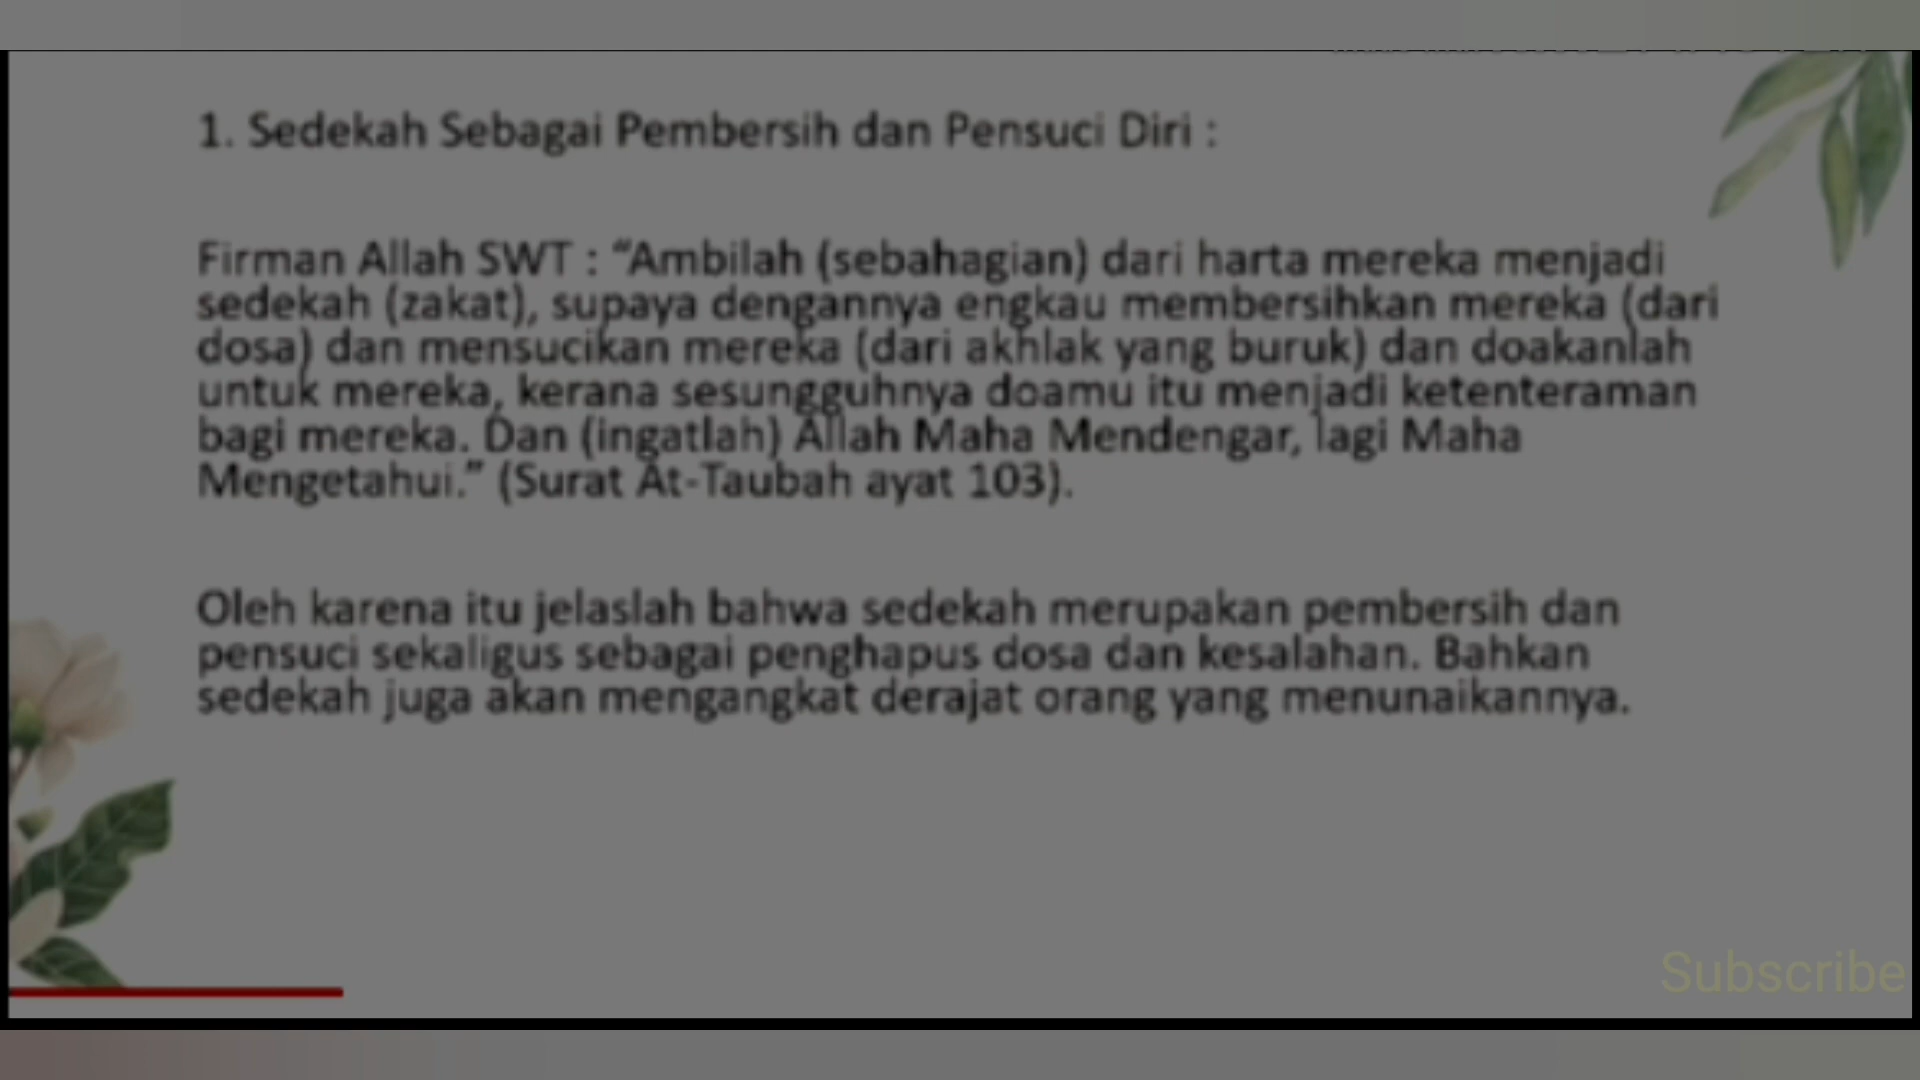 1. Sedekah Sebagai Pembersih dan Pensuci Diri :
Firman Allah SWT : “Ambilah (sebahagian) dari harta mereka menjadi
sedekah (zakat), supaya dengannya engkau membersihkan mereka (dari
dosa) dan mensucikan mereka (dari akhlak yang buruk) dan doakanlah
untuk mereka, kerana sesungguhnya doamu itu menjadi ketenteraman
bagi mereka. Dan (ingatlah) Allah Maha Mendengar, lagi Maha
Mengetahui.” (Surat At-Taubah ayat 103).
Oleh karena itu jelaslah bahwa sedekah merupakan pembersih dan
pensuci sekaligus sebagai penghapus dosa dan kesalahan. Bahkan
sedekah juga akan mengangkat derajat orang yang menunaikannya.
Subscribe